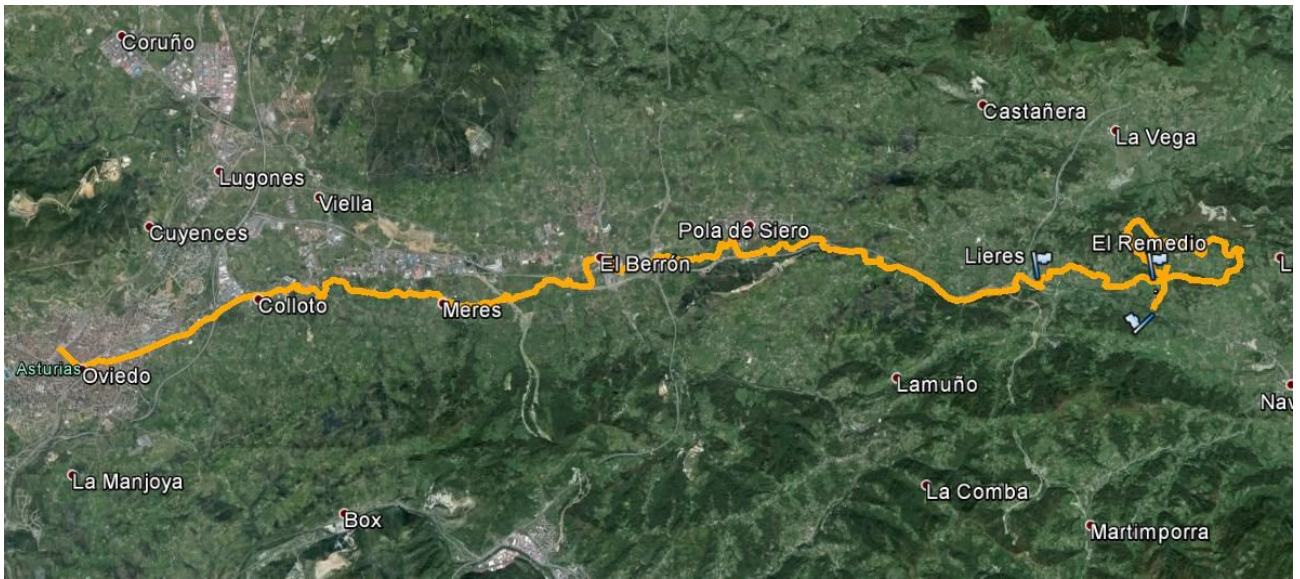 Coruño
Castañera
La Vega
Lugones
Viella
Cuyences
Pola de Siero
El Remedio
Lieres
El Berrón
L
Colloto
Meres
Asturias
Oviedo
Lamuño
Nav
La Manjoya
La Comba
Box
Martimporra